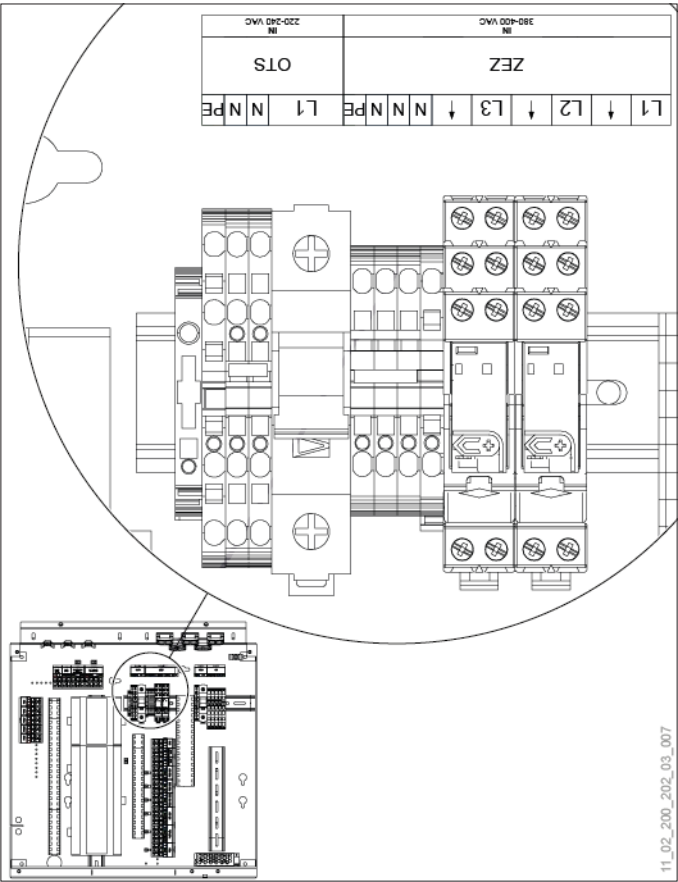 L1 ↑ L2 ↑ L3 ↑ N N N PE L1 N N PE
ZEZ OTS
IN IN
380-400 VAC 220-240 VAC
11_02_200_202_03_007